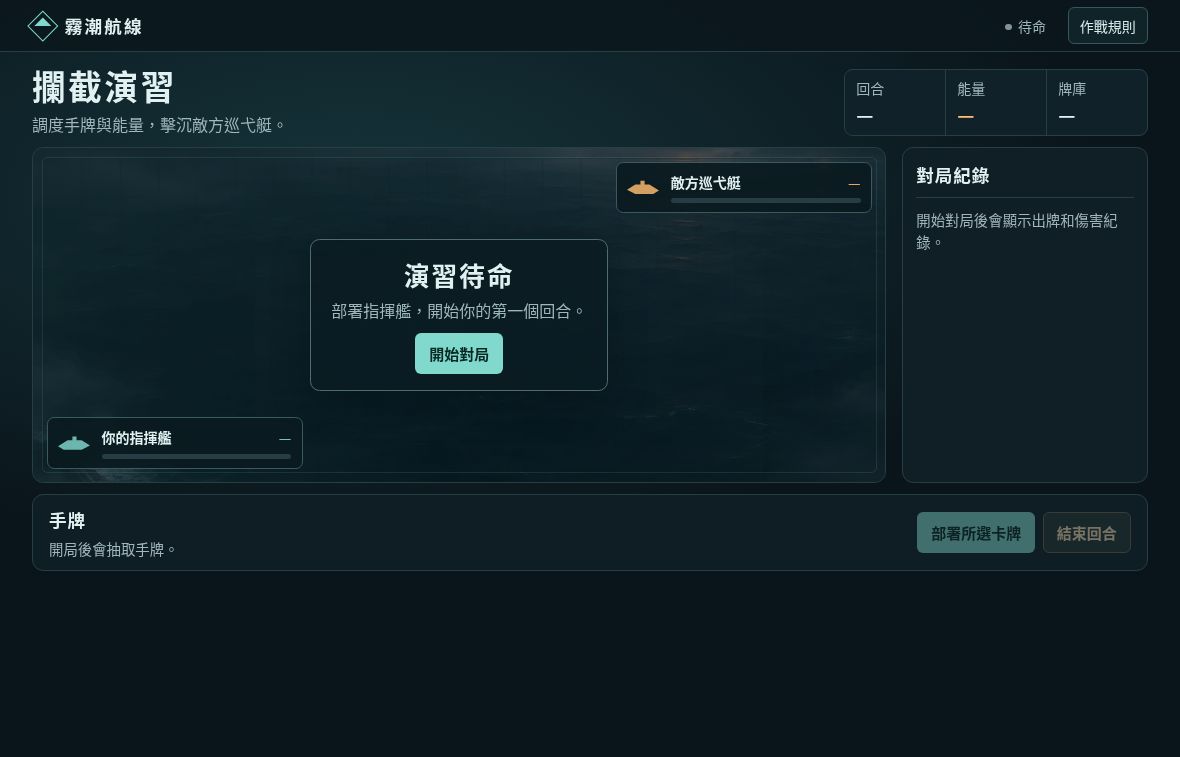 霧潮航線
待命
作戰規則
攔截演習
調度手牌與能量，擊沉敵方巡弋艇。
回合
—
能量
—
牌庫
—
敵方巡弋艇 —
對局紀錄
開始對局後會顯示出牌和傷害紀
錄。
演習待命
部署指揮艦，開始你的第一個回合。
開始對局
你的指揮艦 —
手牌
開局後會抽取手牌。
部署所選卡牌
結束回合